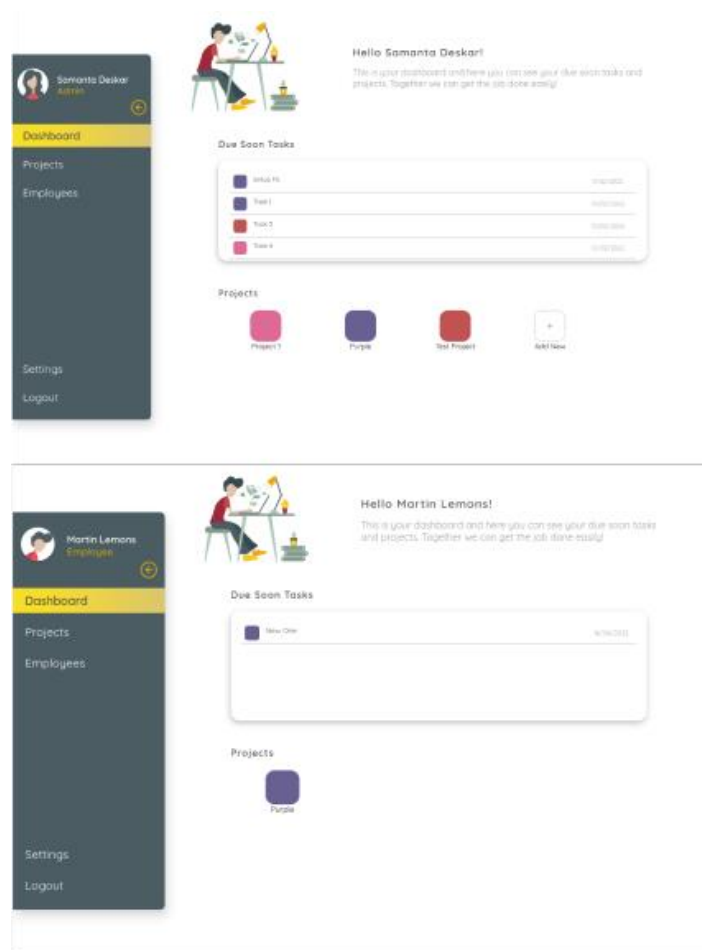 Samanta Deskar
Admin
Dashboard
Projects
Employees
Settings
Logout
Hello Samanta Deskar!
This is your dashboard and here you can see your due soon tasks and
projects. Together we can get the job done easily!
Due Soon Tasks
Task 1
Task 4
Projects
Project 1
Purple
Test Project
+
Add New
Martin Lemons
Employee
Dashboard
Projects
Employees
Settings
Logout
Hello Martin Lemons!
This is your dashboard and here you can see your due soon tasks
and projects. Together we can get the job done easily!
Due Soon Tasks
New One
Projects
Purple